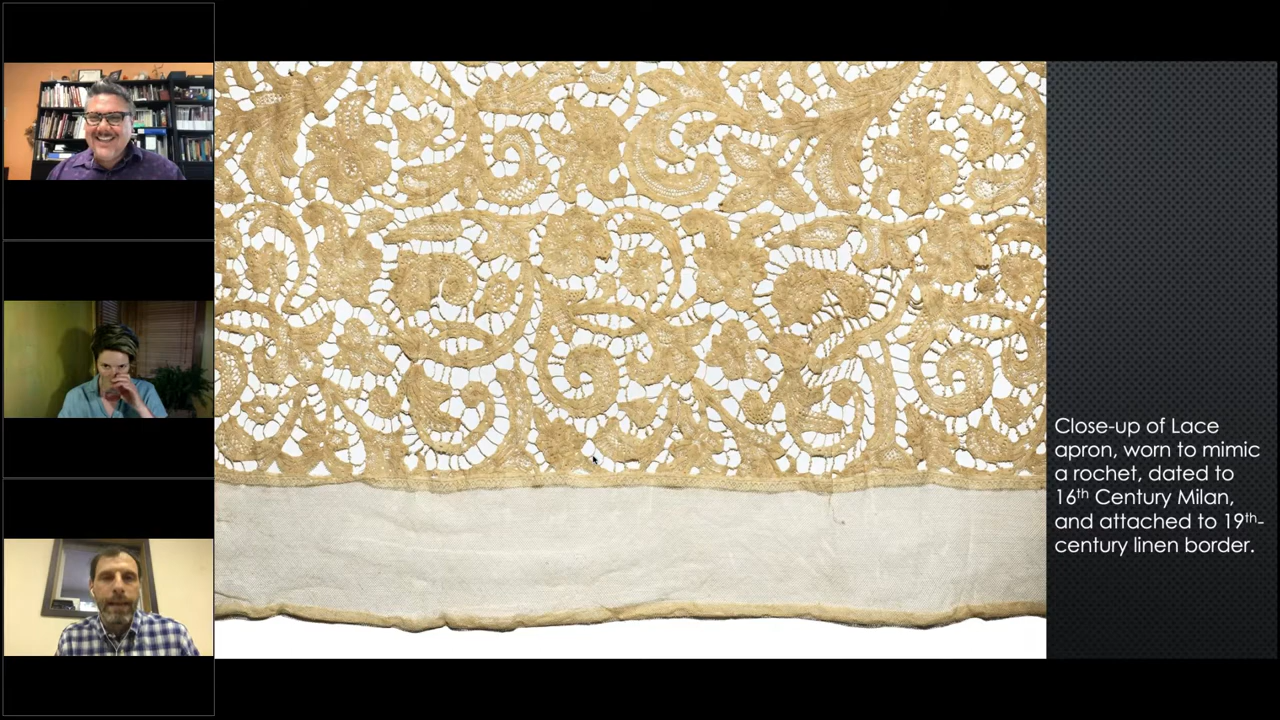 Close-up of Lace
apron, worn to mimic
a rochet, dated to
16th Century Milan,
and attached to 19th-
century linen border.